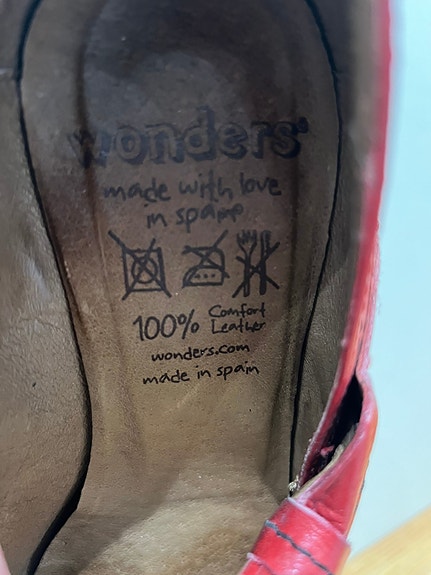 wonders
made with love
in spain
100% Comfort
Leather
wonders.com
made in spain